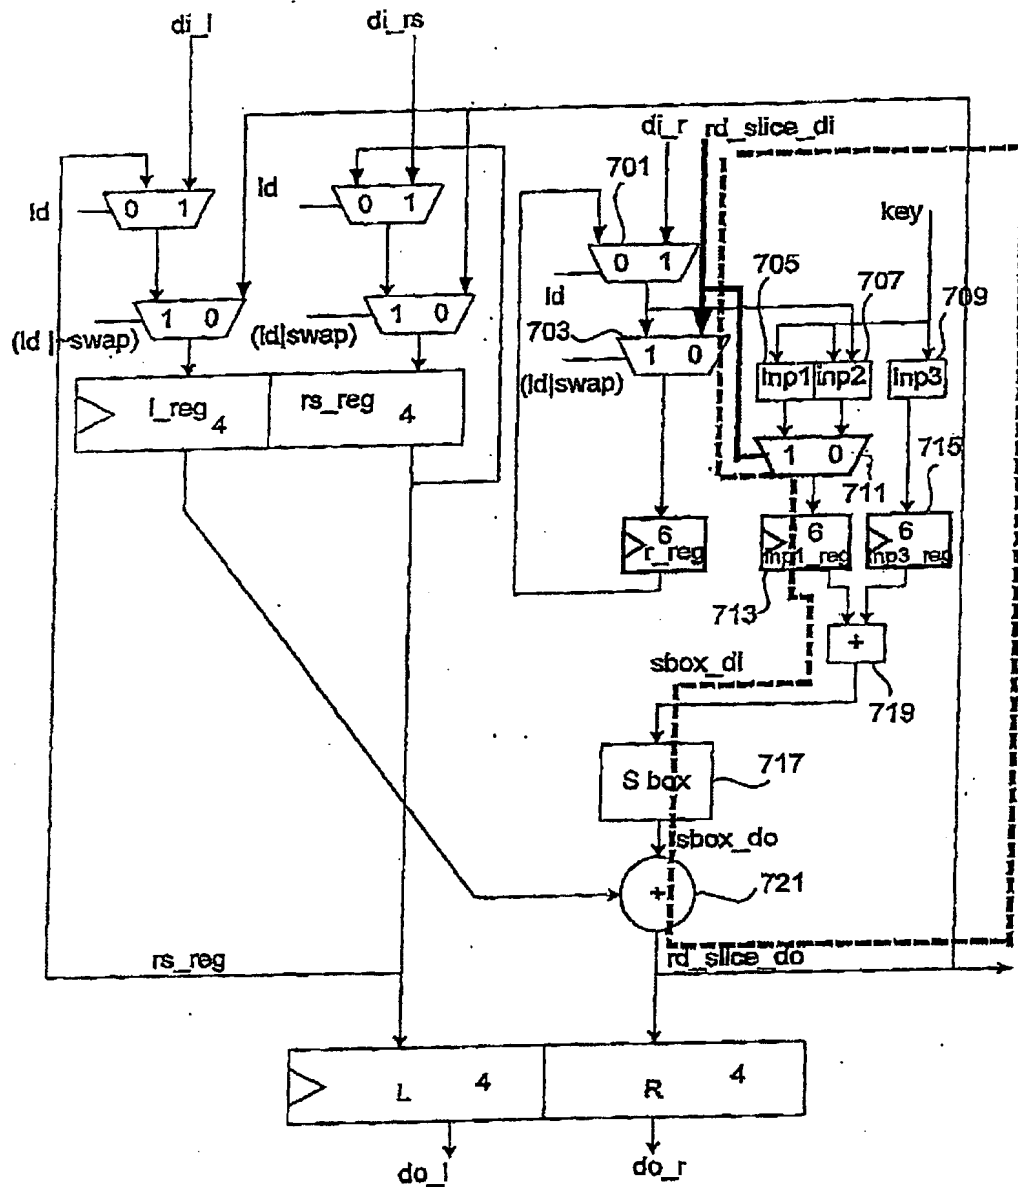 di_l di_rs
di_r rd_slice_di
701
ld 0 1 ld 0 1 key
0 1 705 707 709
ld
703
1 0 1 0
(ld | ~swap) (ld|swap) 1 0
(ld|swap) inp1 inp2 inp3
l_reg 4 rs_reg 4
1 0 715
711
6 r_reg 6 inp1_reg 6 inp3_reg
713
+
sbox_di
719
S box 717
sbox_do
+ 721
rs_reg rd_slice_do
L 4 R 4
do_l do_r